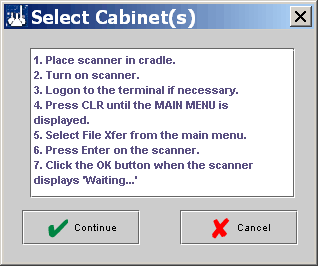 Select Cabinet(s)
1. Place scanner in cradle.
2. Turn on scanner.
3. Logon to the terminal if necessary.
4. Press CLR until the MAIN MENU is
displayed.
5. Select File Xfer from the main menu.
6. Press Enter on the scanner.
7. Click the OK button when the scanner
displays 'Waiting...'
Continue
Cancel